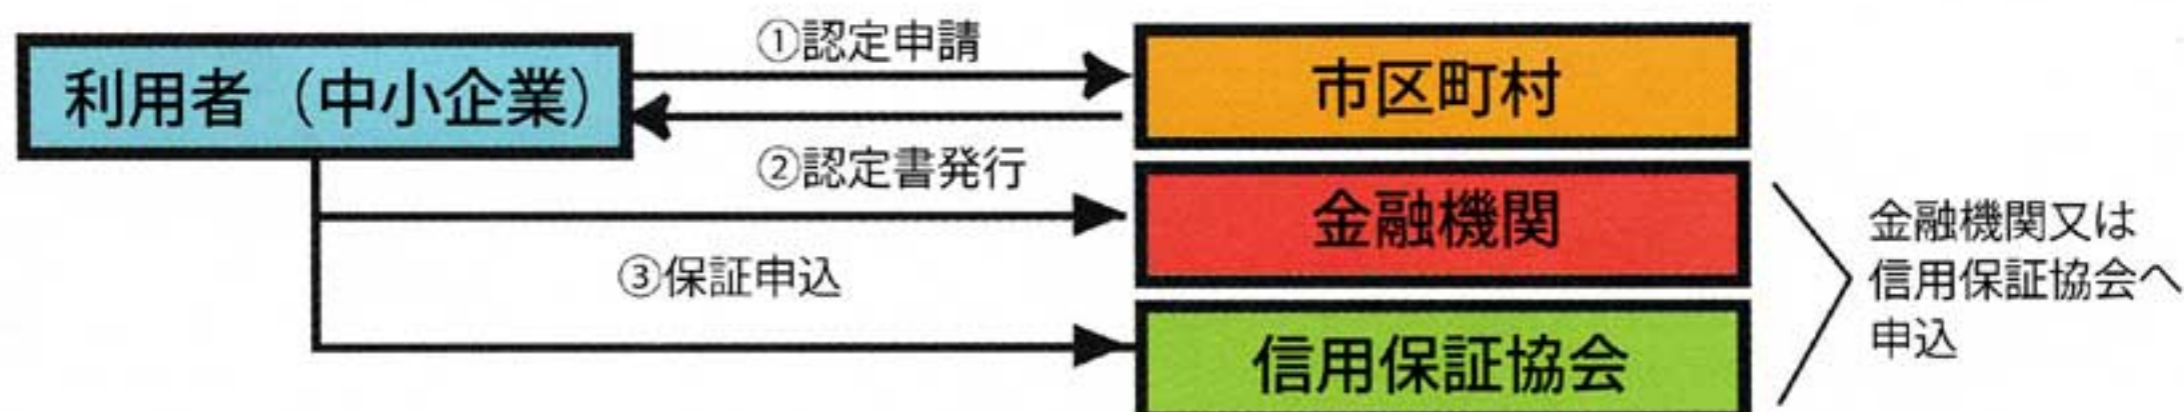 ①認定申請
利用者（中小企業）
市区町村
②認定書発行
金融機関
③保証申込
信用保証協会
金融機関又は
信用保証協会へ
申込